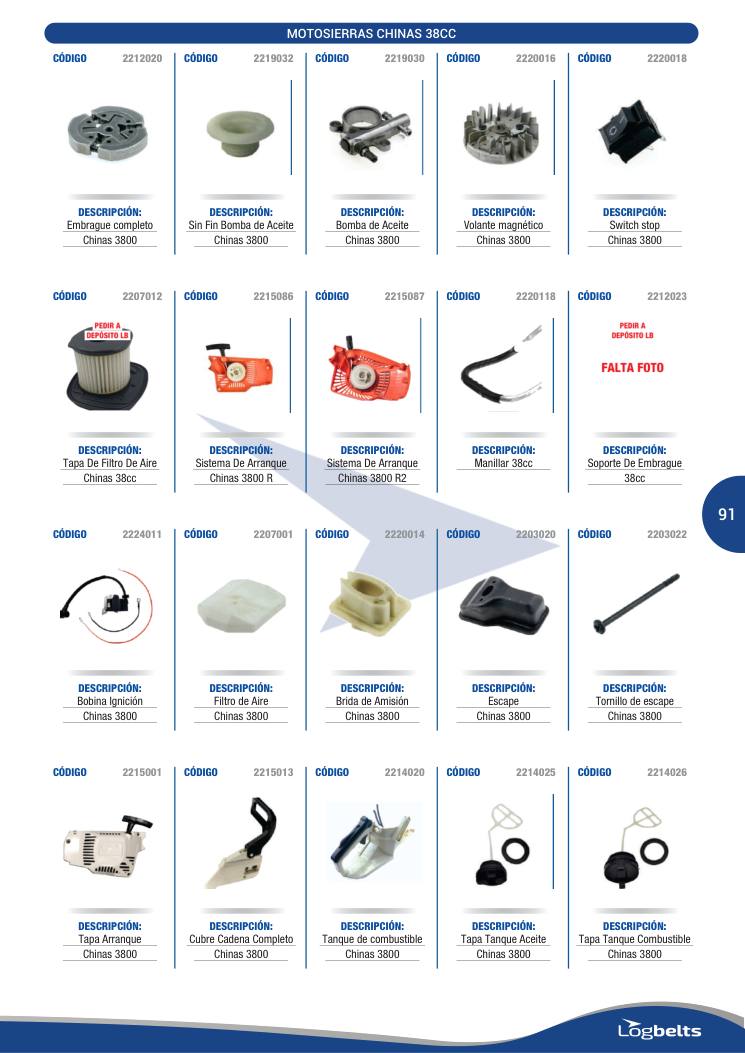 MOTOSIERRAS CHINAS 38CC
CÓDIGO 2212020
CÓDIGO 2219032
CÓDIGO 2219030
CÓDIGO 2220016
CÓDIGO 2220018
DESCRIPCIÓN:
Embrague completo
Chinas 3800
DESCRIPCIÓN:
Sin Fin Bomba de Aceite
Chinas 3800
DESCRIPCIÓN:
Bomba de Aceite
Chinas 3800
DESCRIPCIÓN:
Volante magnético
Chinas 3800
DESCRIPCIÓN:
Switch stop
Chinas 3800
CÓDIGO 2207012
CÓDIGO 2215086
CÓDIGO 2215087
CÓDIGO 2220118
CÓDIGO 2212023
PEDIR A
DEPÓSITO LB
PEDIR A
DEPÓSITO LB
FALTA FOTO
DESCRIPCIÓN:
Tapa De Filtro De Aire
Chinas 38cc
DESCRIPCIÓN:
Sistema De Arranque
Chinas 3800 R
DESCRIPCIÓN:
Sistema De Arranque
Chinas 3800 R2
DESCRIPCIÓN:
Manillar 38cc
DESCRIPCIÓN:
Soporte De Embrague
38cc
91
CÓDIGO 2224011
CÓDIGO 2207001
CÓDIGO 2220014
CÓDIGO 2203020
CÓDIGO 2203022
DESCRIPCIÓN:
Bobina Ignición
Chinas 3800
DESCRIPCIÓN:
Filtro de Aire
Chinas 3800
DESCRIPCIÓN:
Brida de Amisión
Chinas 3800
DESCRIPCIÓN:
Escape
Chinas 3800
DESCRIPCIÓN:
Tornillo de escape
Chinas 3800
CÓDIGO 2215001
CÓDIGO 2215013
CÓDIGO 2214020
CÓDIGO 2214025
CÓDIGO 2214026
DESCRIPCIÓN:
Tapa Arranque
Chinas 3800
DESCRIPCIÓN:
Cubre Cadena Completo
Chinas 3800
DESCRIPCIÓN:
Tanque de combustible
Chinas 3800
DESCRIPCIÓN:
Tapa Tanque Aceite
Chinas 3800
DESCRIPCIÓN:
Tapa Tanque Combustible
Chinas 3800
Logbelts